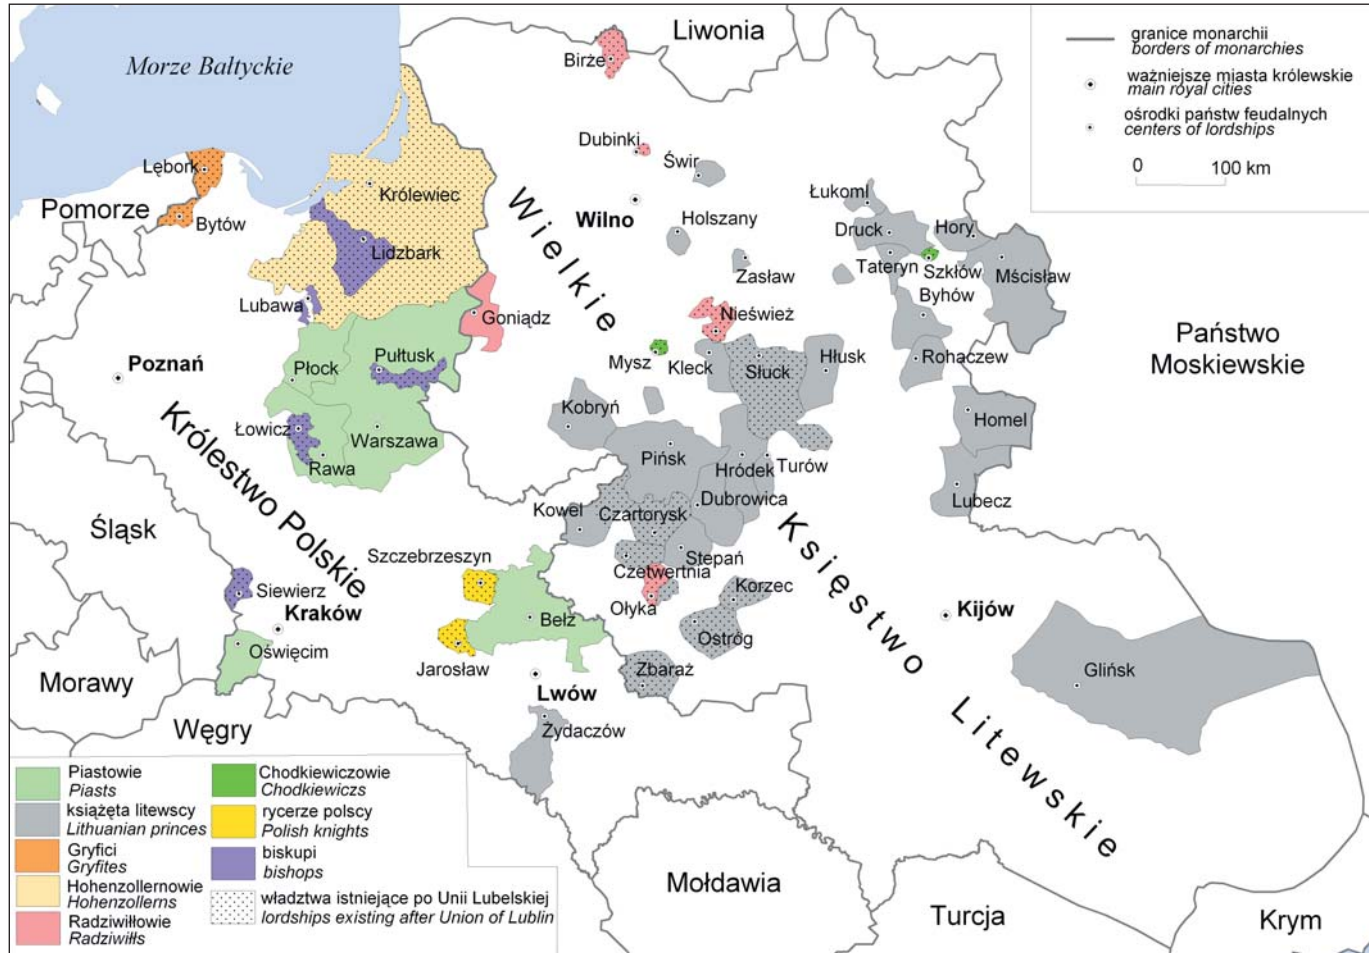 Liwonia
Morze Bałtyckie
Birże
granice monarchii
borders of monarchies
ważniejsze miasta królewskie
main royal cities
ośrodki państw feudalnych
centers of lordships
0 100 km
Dubinki
Świr
Lębork
Królewiec
Łukoml
Pomorze
Bytów
Wilno
Holszany
Druck
Hory
Lidzbark
Zasław
Tateryn
Szkłów
Mścisław
Lubawa
Goniądz
Nieśwież
Byhów
Państwo
Moskiewskie
Poznań
Płock
Pułtusk
Mysz
Kleck
Słuck
Hłusk
Rohaczew
Łowicz
Warszawa
Kobryń
Homel
Rawa
Pińsk
Hródek
Turów
Królestwo Polskie
Wielkie
Księstwo
Litewskie
Śląsk
Kowel
Czartorysk
Dubrowica
Lubecz
Szczebrzeszyn
Stepań
Czetwertnia
Siewierz
Korzec
Kraków
Ołyka
Kijów
Bełz
Ostróg
Oświęcim
Jarosław
Zbaraż
Glińsk
Morawy
Lwów
Węgry
Żydaczów
Mołdawia
Turcja
Krym
Piastowie
Piasts
książęta litewscy
Lithuanian princes
Gryfici
Gryfites
Hohenzollernowie
Hohenzollerns
Radziwiłłowie
Radziwiłłs
Chodkiewiczowie
Chodkiewiczs
rycerze polscy
Polish knights
biskupi
bishops
władztwa istniejące po Unii Lubelskiej
lordships existing after Union of Lublin